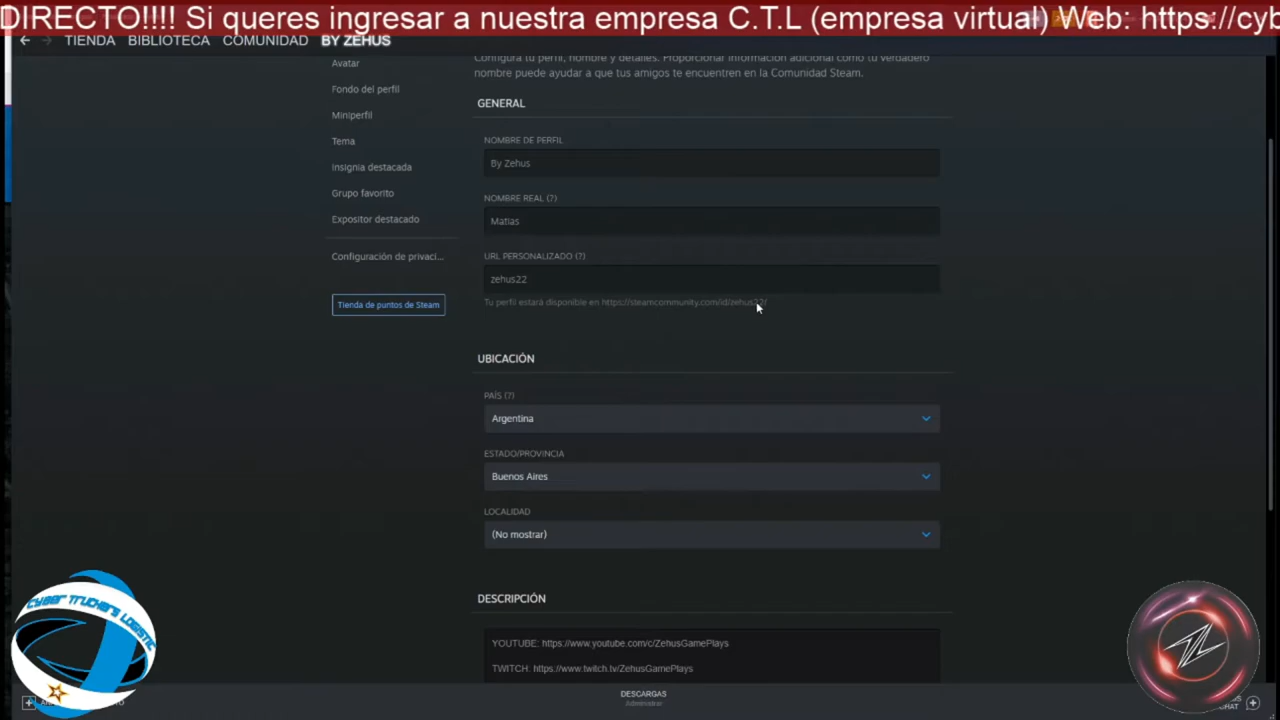 DIRECTO!!!! Si queres ingresar a nuestra empresa C.T.L (empresa virtual) Web: https://cyb
TIENDA BIBLIOTECA COMUNIDAD BY ZEHUS
Configura tu perfil, nombre y detalles. Proporcionar información adicional como tu verdadero
nombre puede ayudar a que tus amigos te encuentren en la Comunidad Steam.
Avatar
Fondo del perfil
Miniperfil
Tema
Insignia destacada
Grupo favorito
Expositor destacado
Configuración de privaci...
Tienda de puntos de Steam
GENERAL
NOMBRE DE PERFIL
By Zehus
NOMBRE REAL (?)
Matias
URL PERSONALIZADO (?)
zehus22
Tu perfil estará disponible en https://steamcommunity.com/id/zehus22/
UBICACIÓN
PAÍS (?)
Argentina
ESTADO/PROVINCIA
Buenos Aires
LOCALIDAD
(No mostrar)
DESCRIPCIÓN
YOUTUBE: https://www.youtube.com/c/ZehusGamePlays
TWITCH: https://www.twitch.tv/ZehusGamePlays
CYBER TRUCKERS LOGISTIC
DESCARGAS
Administrar
CHAT